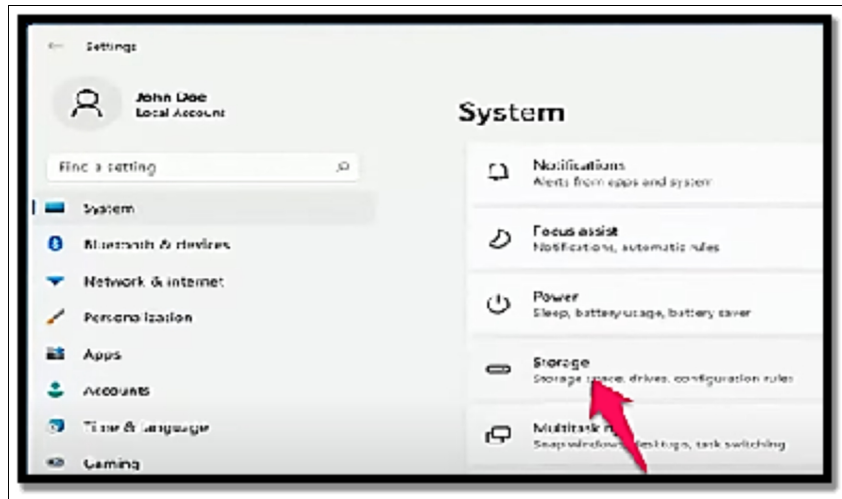 Settings
John Doe
Local Account
Find a setting
System
Bluetooth & devices
Network & internet
Personalization
Apps
Accounts
Time & language
Gaming
System
Notifications
Alerts from apps and system
Focus assist
Notifications, automatic rules
Power
Sleep, battery usage, battery saver
Storage
Storage space, drives, configuration rules
Multitasking
Snap windows, desktops, task switching